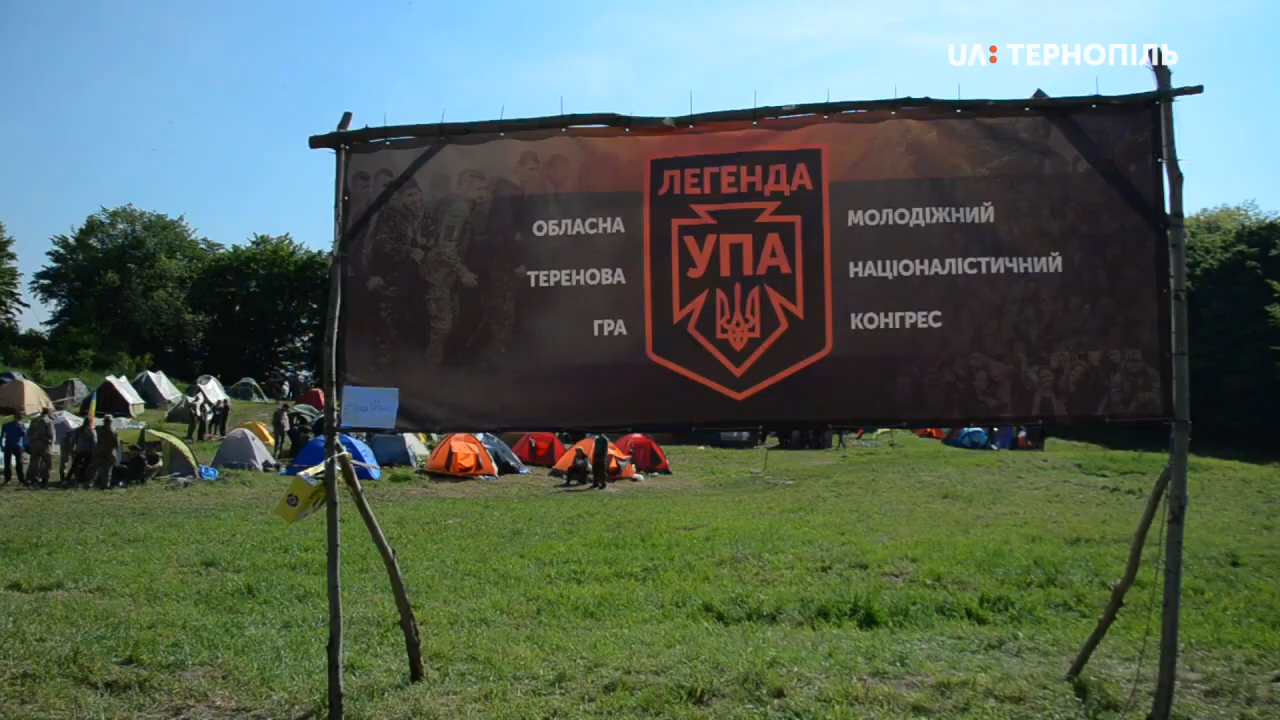 UA: ТЕРНОПІЛЬ
ЛЕГЕНДА
УПА
ОБЛАСНА
ТЕРЕНОВА
ГРА
МОЛОДІЖНИЙ
НАЦІОНАЛІСТИЧНИЙ
КОНГРЕС